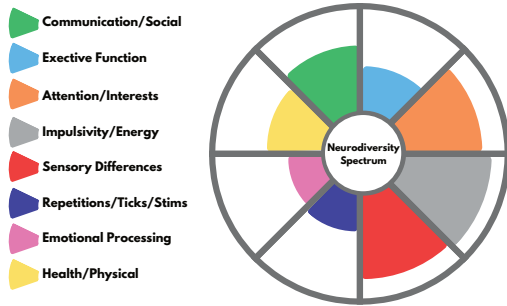 Communication/Social
Exective Function
Attention/Interests
Impulsivity/Energy
Sensory Differences
Repetitions/Ticks/Stims
Emotional Processing
Health/Physical
Neurodiversity
Spectrum